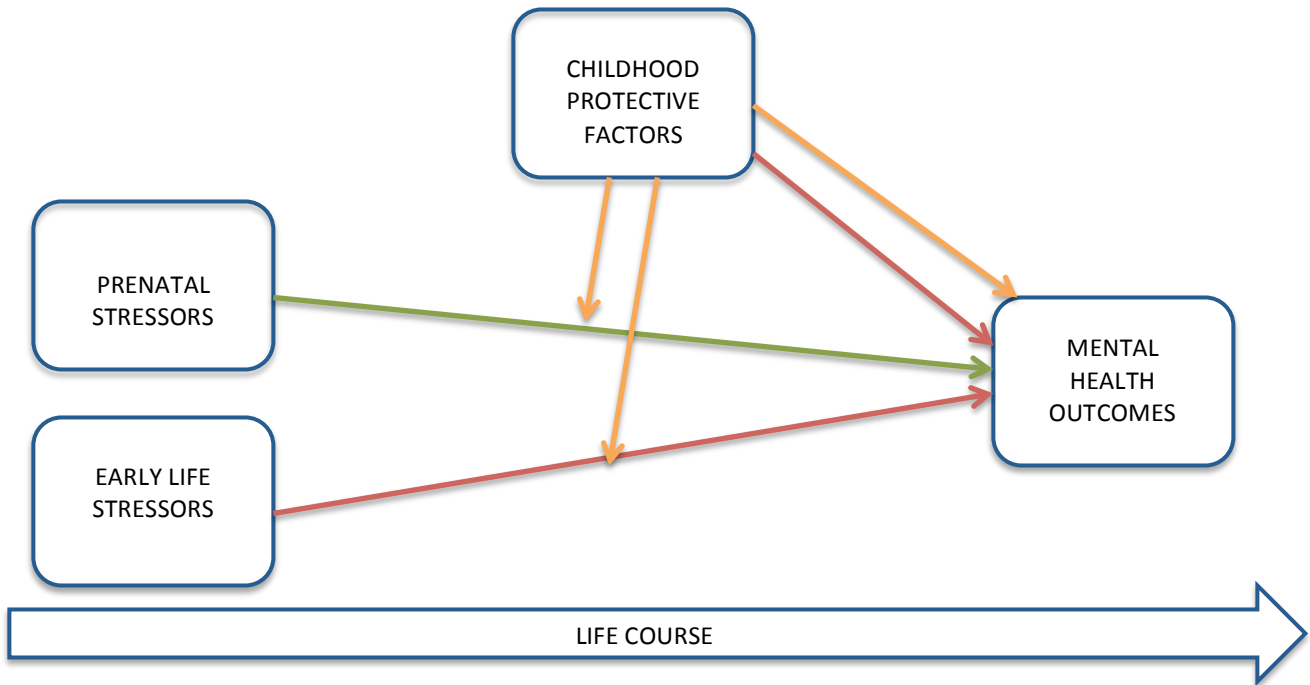 CHILDHOOD
PROTECTIVE
FACTORS
PRENATAL
STRESSORS
MENTAL
HEALTH
OUTCOMES
EARLY LIFE
STRESSORS
LIFE COURSE